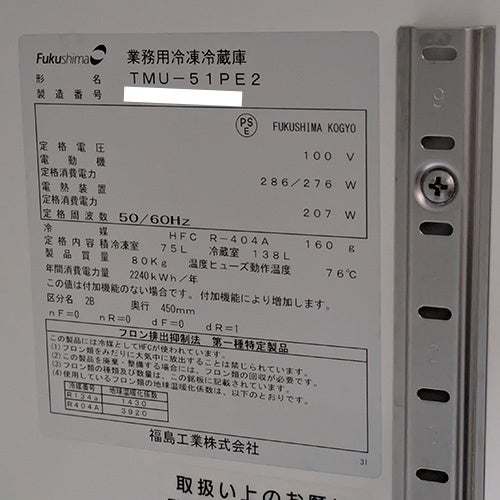 Fukushima
業務用冷凍冷蔵庫
形 名 TMU-51PE2
製造番号
PS E FUKUSHIMA KOGYO
定格電圧 100 V
電動機
定格消費電力 286/276 W
電熱装置
定格消費電力 207 W
定格周波数 50/60Hz
冷 媒 HFC R-404A 160 g
定格内容積 冷凍室 75L 冷蔵室 138L
製品質量 80Kg 温度ヒューズ動作温度 76℃
年間消費電力量 2240kWh/年
この値は付加機能のない場合です。付加機能により増加します。
区分名 2B 奥行 450mm
nF=0 nR=0 dF=0 dR=1
フロン排出抑制法 第一種特定製品
この製品には冷媒としてHFCが使われています。
(1)フロン類をみだりに大気中に放出することは禁じられています。
(2)この製品を廃棄・整備する場合には、フロン類の回収が必要です。
(3)フロン類の種類及び数量は、この銘板に記載されています。
(4)使用しているフロン類の地球温暖化係数は、以下のとおりです。
冷媒番号 地球温暖化係数
R134a 1430
R404A 3920
福島工業株式会社
31
取扱い上のお願い